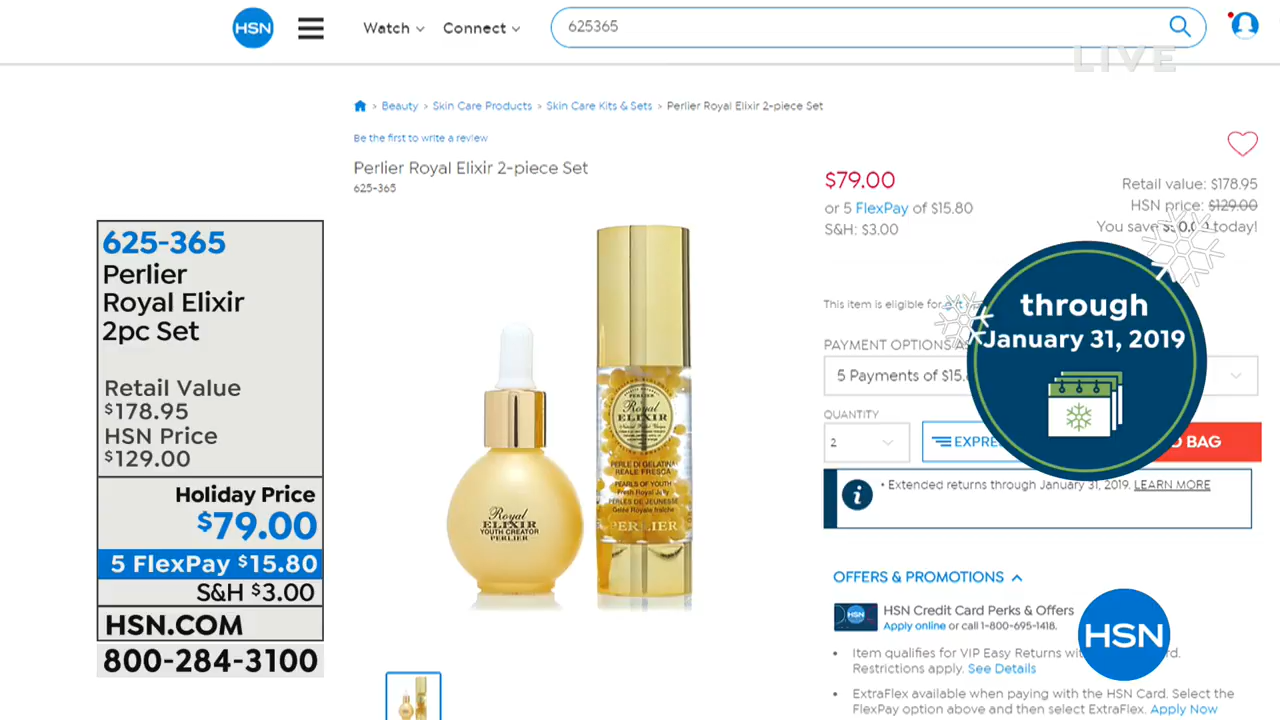 HSN
Watch
Connect
625365
LIVE
> Beauty > Skin Care Products > Skin Care Kits & Sets > Perlier Royal Elixir 2-piece Set
Be the first to write a review
Perlier Royal Elixir 2-piece Set
625-365
$79.00
or 5 FlexPay of $15.80
S&H: $3.00
Retail value: $178.95
HSN price: $129.00
You save $50.00 today!
This item is eligible for
PAYMENT OPTIONS
5 Payments of $15.
QUANTITY
2
EXPRE
BAG
through
January 31, 2019
• Extended returns through January 31, 2019. LEARN MORE
OFFERS & PROMOTIONS
HSN
HSN Credit Card Perks & Offers
Apply online or call 1-800-695-1418.
• Item qualifies for VIP Easy Returns
Restrictions apply. See Details
• ExtraFlex available when paying with the HSN Card. Select the
FlexPay option above and then select ExtraFlex. Apply Now
HSN
625-365
Perlier
Royal Elixir
2pc Set
Retail Value
$178.95
HSN Price
$129.00
Holiday Price
$79.00
5 FlexPay $15.80
S&H $3.00
HSN.COM
800-284-3100
Royal
ELIXIR
YOUTH CREATOR
PERLIER
Royal
ELIXIR
PERLE DI GELATINA
REALE FRESCA
PEARLS OF YOUTH
Fresh Royal Jelly
PERLES DE JEUNESSE
Gelée Royale fraîche
PERLIER